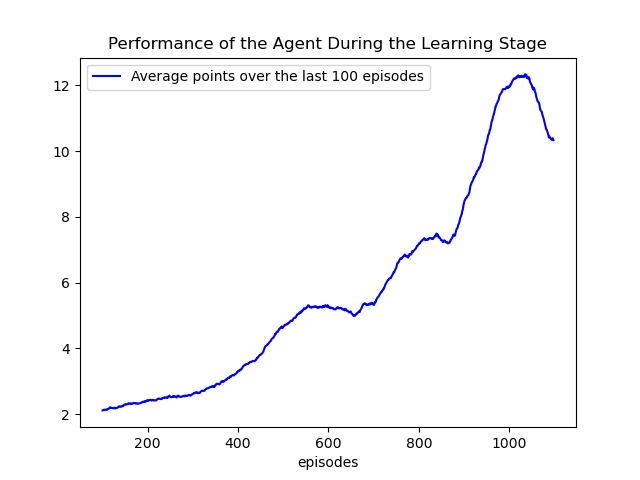 Performance of the Agent During the Learning Stage
Average points over the last 100 episodes
12
10
8
6
4
2
200 400 600 800 1000
episodes